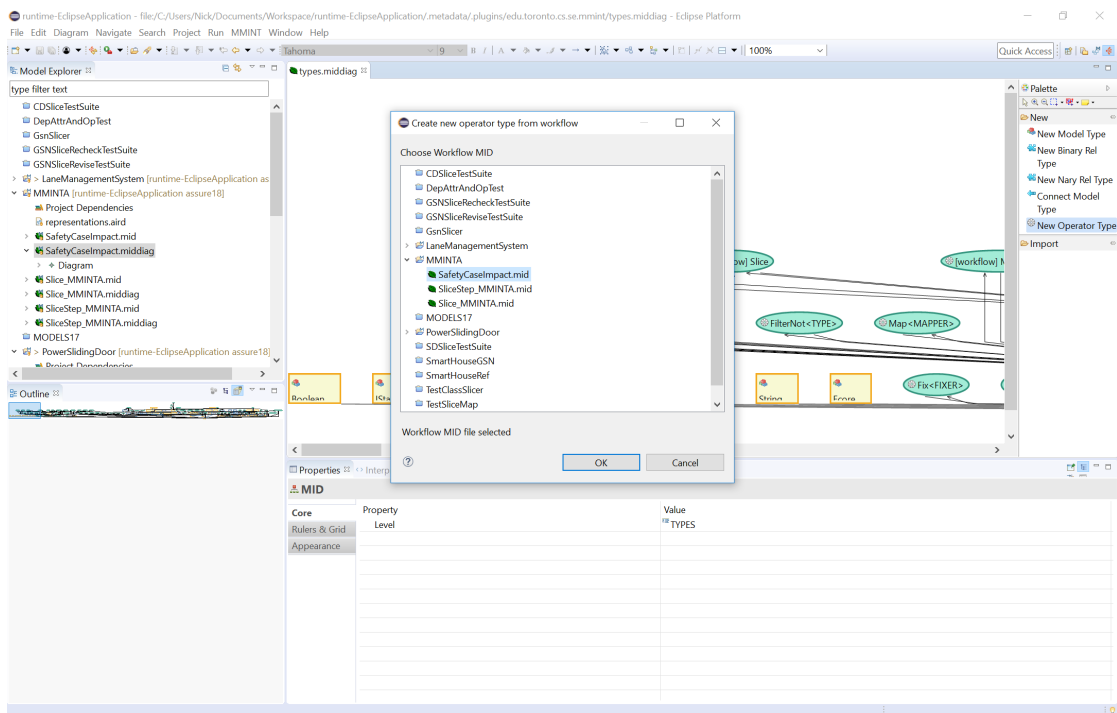 runtime-EclipseApplication - file:/C:/Users/Nick/Documents/Workspace/runtime-EclipseApplication/.metadata/.plugins/edu.toronto.cs.se.mmint/types.middiag - Eclipse Platform
File Edit Diagram Navigate Search Project Run MMINT Window Help
Tahoma 9 B I A 100% Quick Access
Model Explorer
type filter text
CDSliceTestSuite
DepAttrAndOpTest
GsnSlicer
GSNSliceRecheckTestSuite
GSNSliceReviseTestSuite
> LaneManagementSystem [runtime-EclipseApplication as
MMINTA [runtime-EclipseApplication assure18]
Project Dependencies
representations.aird
SafetyCaseImpact.mid
SafetyCaseImpact.middiag
Diagram
Slice_MMINTA.mid
Slice_MMINTA.middiag
SliceStep_MMINTA.mid
SliceStep_MMINTA.middiag
MODELS17
> PowerSlidingDoor [runtime-EclipseApplication assure18]
Project Dependencies
Outline
types.middiag
Create new operator type from workflow
Choose Workflow MID
CDSliceTestSuite
DepAttrAndOpTest
GSNSliceRecheckTestSuite
GSNSliceReviseTestSuite
GsnSlicer
LaneManagementSystem
MMINTA
SafetyCaseImpact.mid
SliceStep_MMINTA.mid
Slice_MMINTA.mid
MODELS17
PowerSlidingDoor
SDSliceTestSuite
SmartHouseGSN
SmartHouseRef
TestClassSlicer
TestSliceMap
Workflow MID file selected
OK Cancel
ow] Slice
[workflow] M
FilterNot<TYPE>
Map<MAPPER>
Boolean
String
Ecore
Fix<FIXER>
Palette
New
New Model Type
New Binary Rel
Type
New Nary Rel Type
Connect Model
Type
New Operator Type
Import
Properties Interp
MID
Core
Rulers & Grid
Appearance
Property Value
Level TYPES